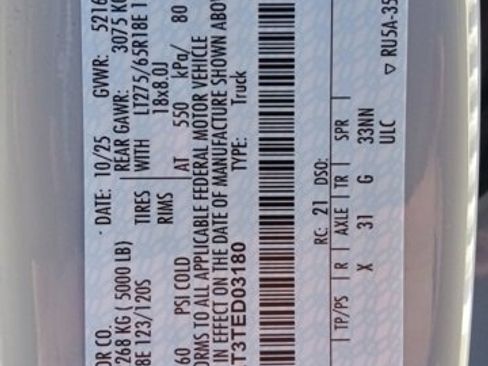 OR CO. DATE: 10/25 GVWR: 5216
268 KG ( 5000 LB) REAR GAWR: 3075 KG
8E 123/120S TIRES WITH LT275/65R18E 1
RIMS 18x8.0J
60 PSI COLD AT 550 kPa/ 80
ORMS TO ALL APPLICABLE FEDERAL MOTOR VEHICLE
IN EFFECT ON THE DATE OF MANUFACTURE SHOWN ABOV
T3TED03180 TYPE: Truck
RC: 21 DSO:
TP/PS R AXLE TR SPR
X 31 G 33NN
ULC
▽ RU5A-35